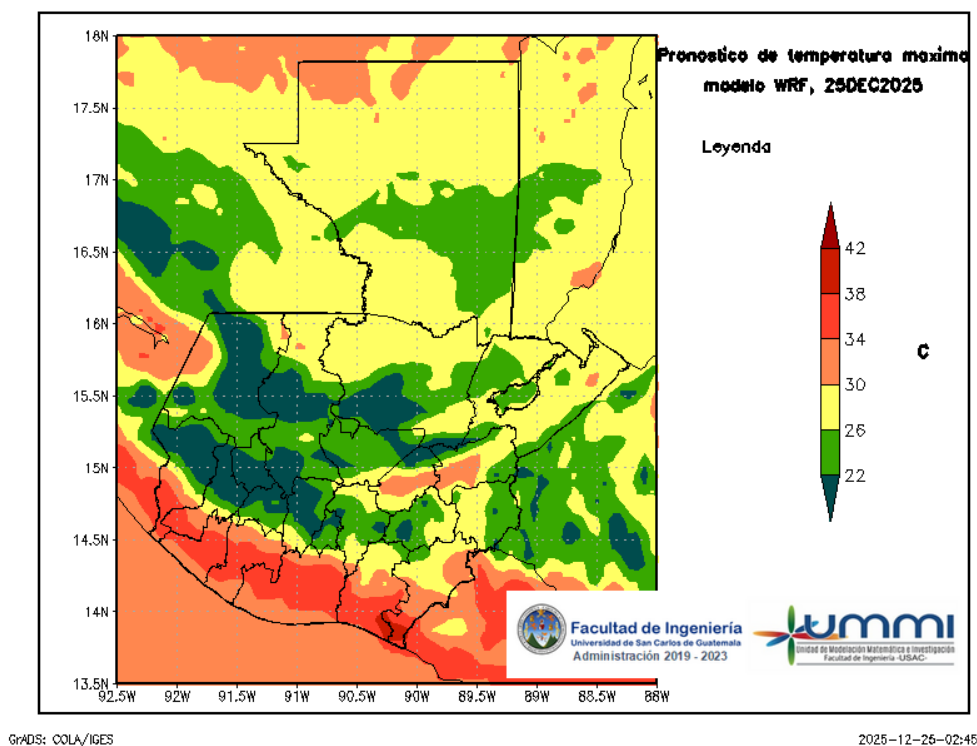 Pronostico de temperatura maxima
modelo WRF, 25DEC2025
Leyenda
42
38
34
30
26
22
C
18N
17.5N
17N
16.5N
16N
15.5N
15N
14.5N
14N
13.5N
92.5W 92W 91.5W 91W 90.5W 90W 89.5W 89W 88.5W 88W
Facultad de Ingeniería
Universidad de San Carlos de Guatemala
Administración 2019 - 2023
ummi
Unidad de Modelación Matemática e Investigación
Facultad de Ingeniería -USAC-
GrADS: COLA/IGES
2025-12-25-02:45